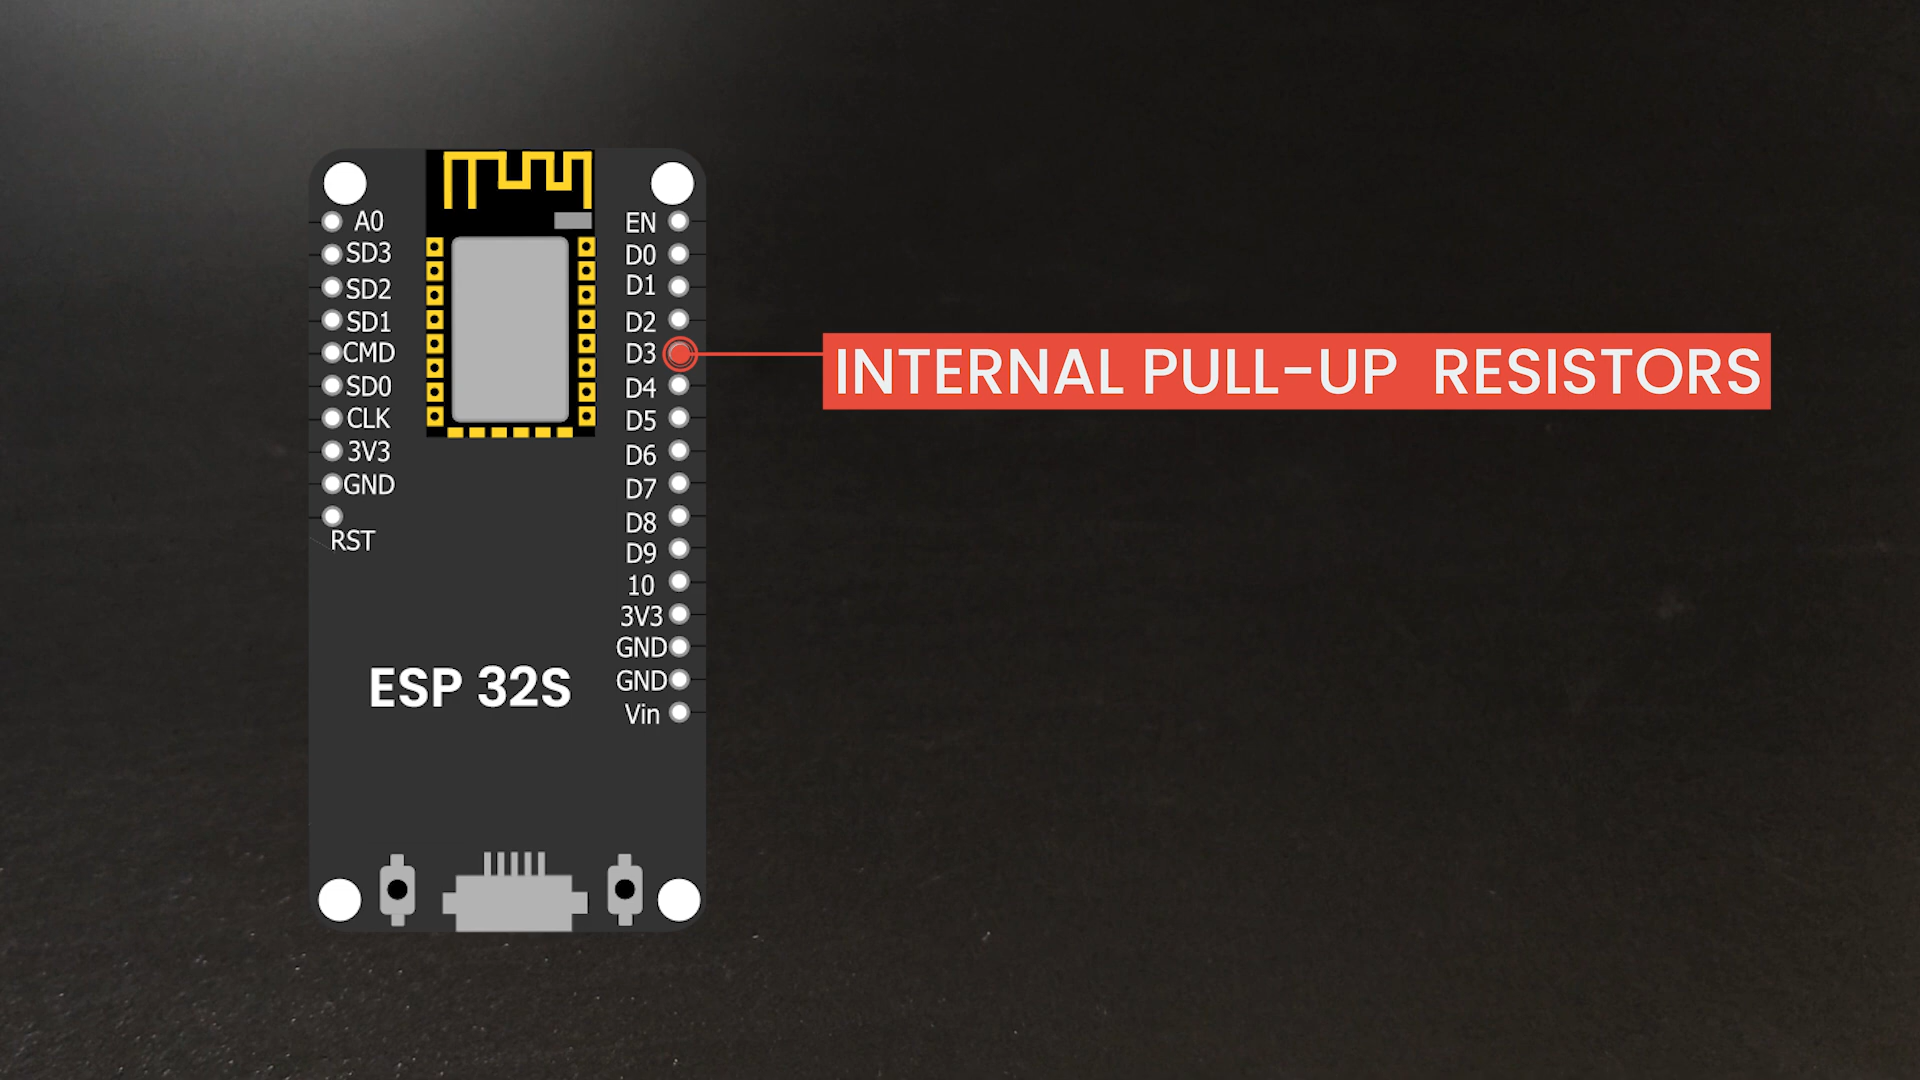 A0
SD3
SD2
SD1
CMD
SD0
CLK
3V3
GND
RST
EN
D0
D1
D2
D3
D4
D5
D6
D7
D8
D9
10
3V3
GND
GND
Vin
ESP 32S
INTERNAL PULL-UP RESISTORS